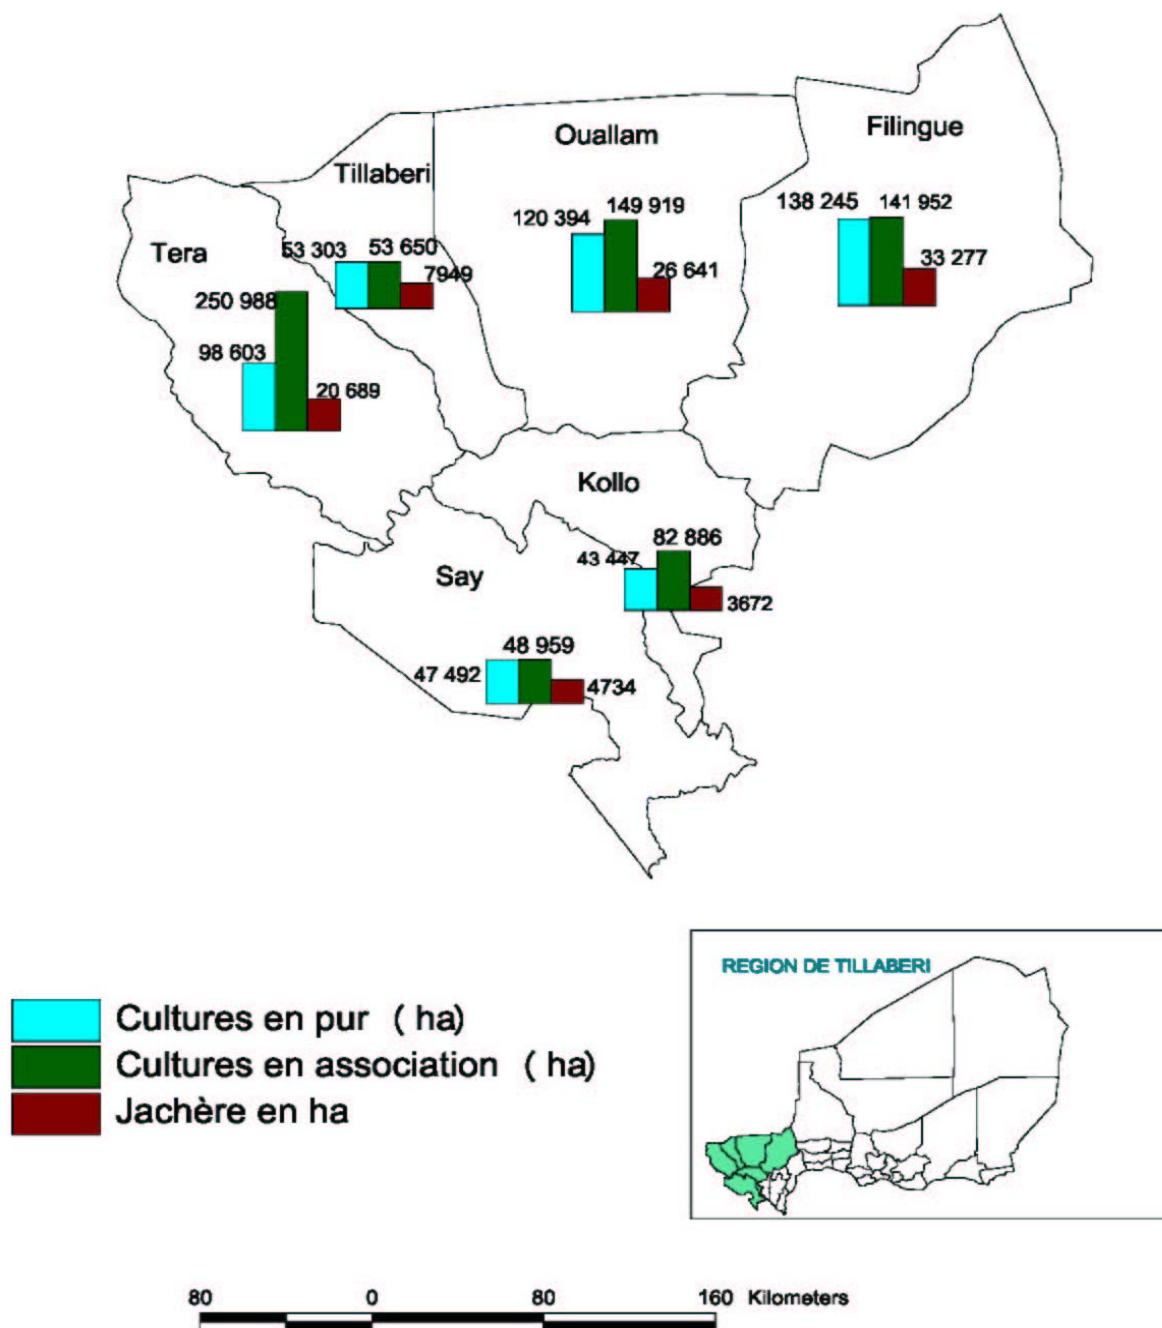 Ouallam
Filingue
Tillaberi
Tera
138 245
141 952
33 277
120 394
149 919
26 641
53 303
53 650
7949
250 988
98 603
20 689
Kollo
82 886
43 447
3672
Say
48 959
47 492
4734
REGION DE TILLABERI
Cultures en pur ( ha)
Cultures en association ( ha)
Jachère en ha
80 0 80 160 Kilometers